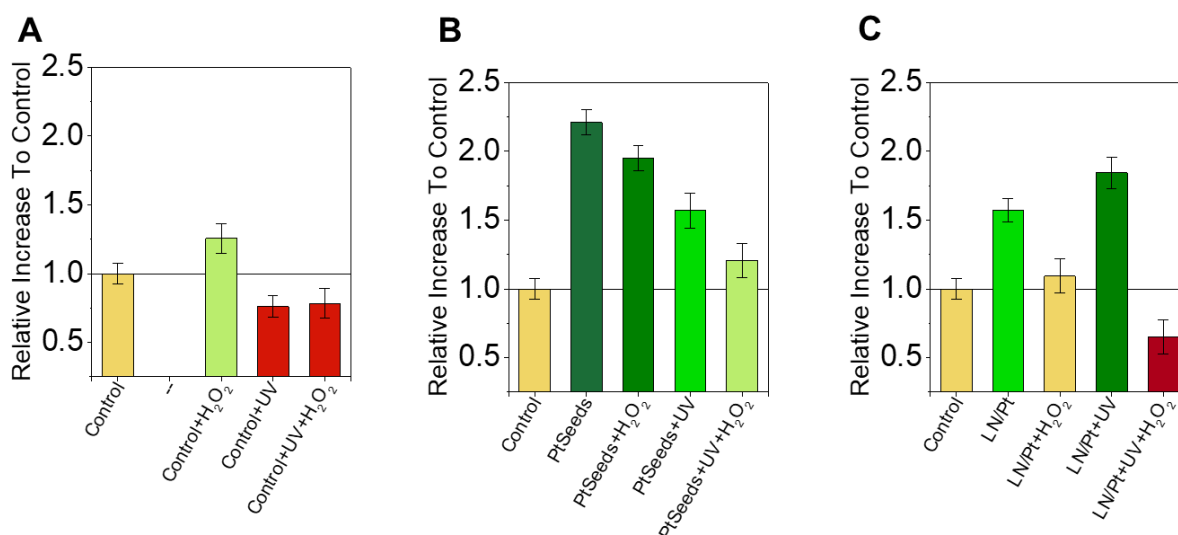 A
Relative Increase To Control
2.5
2.0
1.5
1.0
0.5
Control
--
Control+H₂O₂
Control+UV
Control+UV+H₂O₂
B
Relative Increase To Control
2.5
2.0
1.5
1.0
0.5
Control
PtSeeds
PtSeeds+H₂O₂
PtSeeds+UV
PtSeeds+UV+H₂O₂
C
Relative Increase To Control
2.5
2.0
1.5
1.0
0.5
Control
LN/Pt
LN/Pt+H₂O₂
LN/Pt+UV
LN/Pt+UV+H₂O₂